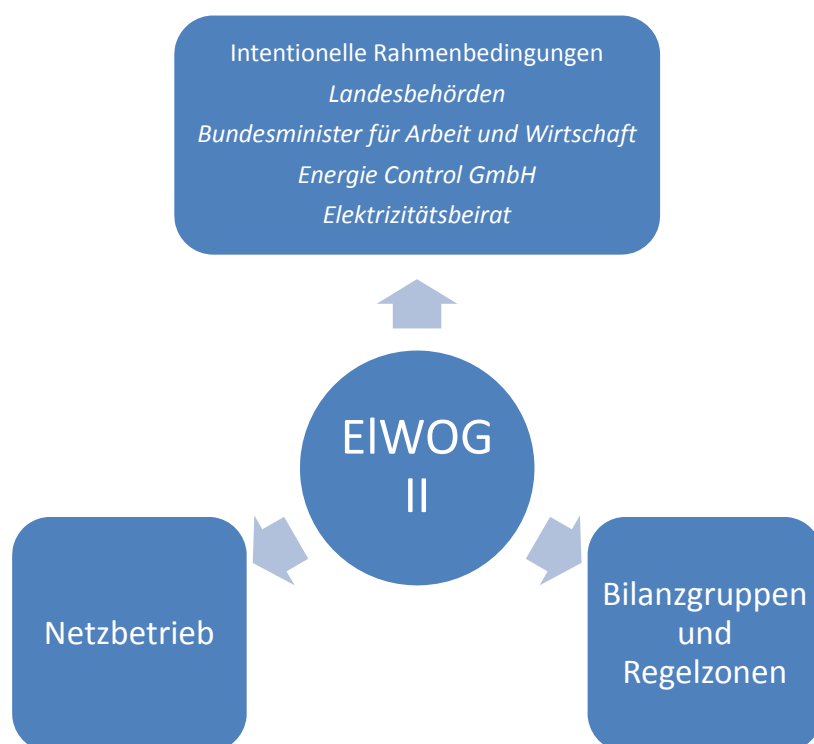 Intentionelle Rahmenbedingungen
Landesbehörden
Bundesminister für Arbeit und Wirtschaft
Energie Control GmbH
Elektrizitätsbeirat
ElWOG
II
Netzbetrieb
Bilanzgruppen
und
Regelzonen